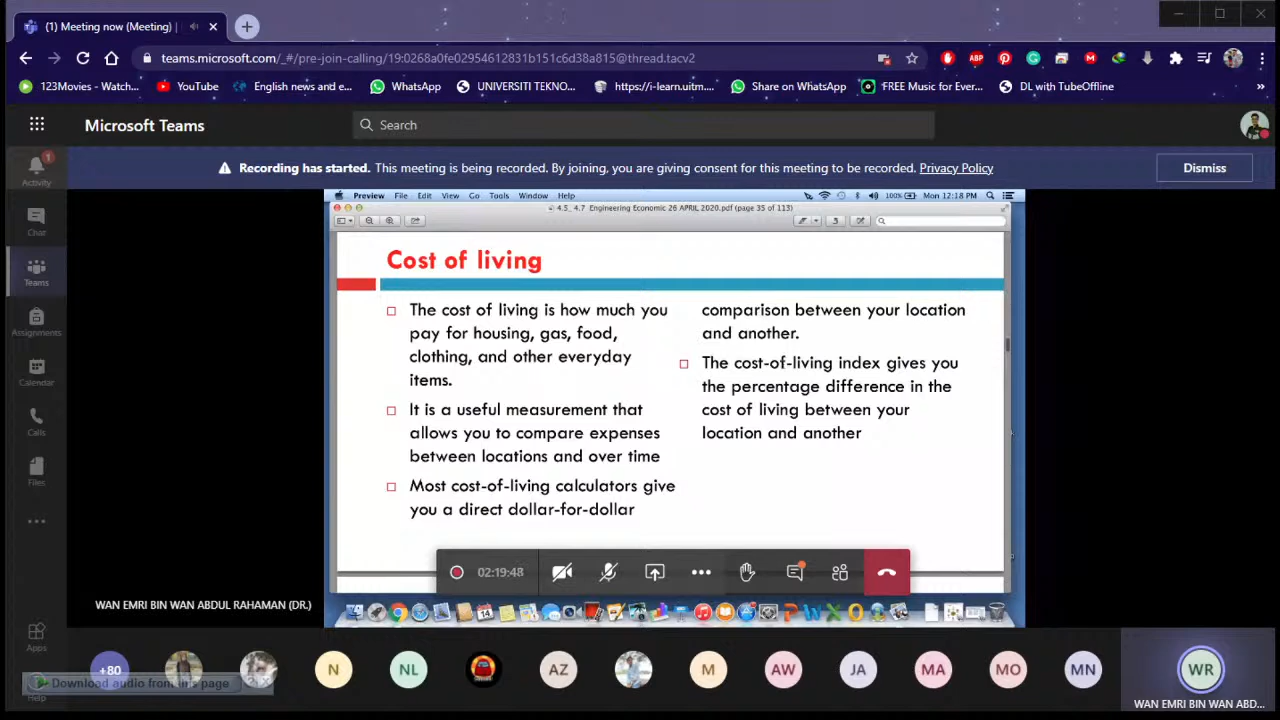 (1) Meeting now (Meeting) |
teams.microsoft.com/_#/pre-join-calling/19:0268a0fe02954612831b151c6d38a815@thread.tacv2
ABP
123Movies - Watch...
YouTube
English news and e...
WhatsApp
UNIVERSITI TEKNO...
https://i-learn.uitm....
Share on WhatsApp
FREE Music for Ever...
DL with TubeOffline
»
Microsoft Teams
Search
Recording has started. This meeting is being recorded. By joining, you are giving consent for this meeting to be recorded. Privacy Policy
Dismiss
1
Activity
Chat
Teams
Assignments
Calendar
Calls
Files
Apps
Help
Preview File Edit View Go Tools Window Help
100% Mon 12:18 PM
4.5_ 4.7 Engineering Economic 26 APRIL 2020.pdf (page 35 of 113)
Cost of living
The cost of living is how much you
pay for housing, gas, food,
clothing, and other everyday
items.
It is a useful measurement that
allows you to compare expenses
between locations and over time
Most cost-of-living calculators give
you a direct dollar-for-dollar
comparison between your location
and another.
The cost-of-living index gives you
the percentage difference in the
cost of living between your
location and another
02:19:48
WAN EMRI BIN WAN ABDUL RAHAMAN (DR.)
+80
N
NL
AZ
M
AW
JA
MA
MO
MN
WR
Download audio from this page
WAN EMRI BIN WAN ABD...